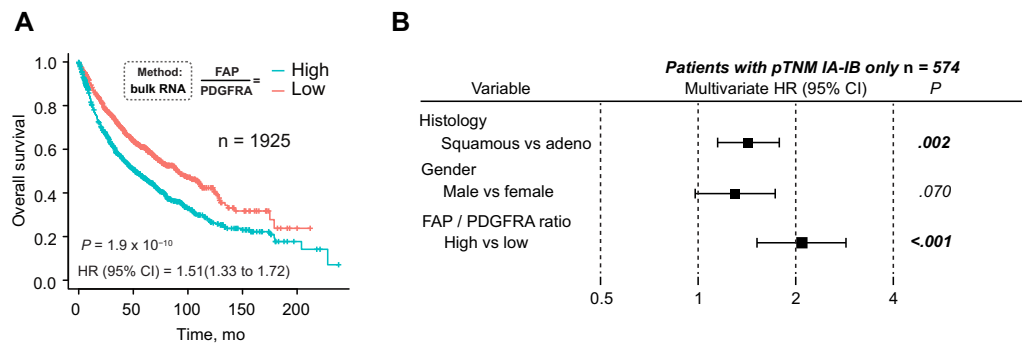 A
Method:
bulk RNA
FAP
PDGFRA
=
High
Low
n = 1925
P = 1.9 x 10⁻¹⁰
HR (95% CI) = 1.51(1.33 to 1.72)
Overall survival
1.0
0.8
0.6
0.4
0.2
0.0
0 50 100 150 200
Time, mo
B
Patients with pTNM IA-IB only n = 574
Variable Multivariate HR (95% CI) P
Histology
Squamous vs adeno .002
Gender
Male vs female .070
FAP / PDGFRA ratio
High vs low <.001
0.5 1 2 4